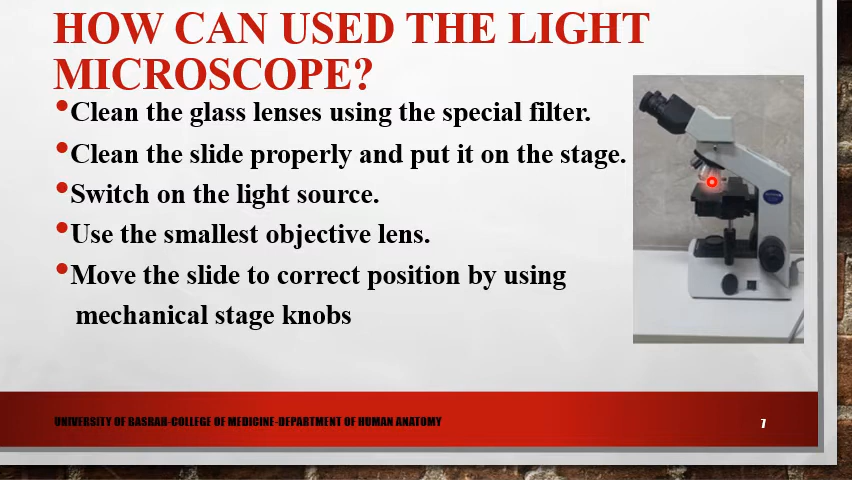 HOW CAN USED THE LIGHT
MICROSCOPE?
•Clean the glass lenses using the special filter.
•Clean the slide properly and put it on the stage.
•Switch on the light source.
•Use the smallest objective lens.
•Move the slide to correct position by using
mechanical stage knobs
UNIVERSITY OF BASRAH-COLLEGE OF MEDICINE-DEPARTMENT OF HUMAN ANATOMY
7